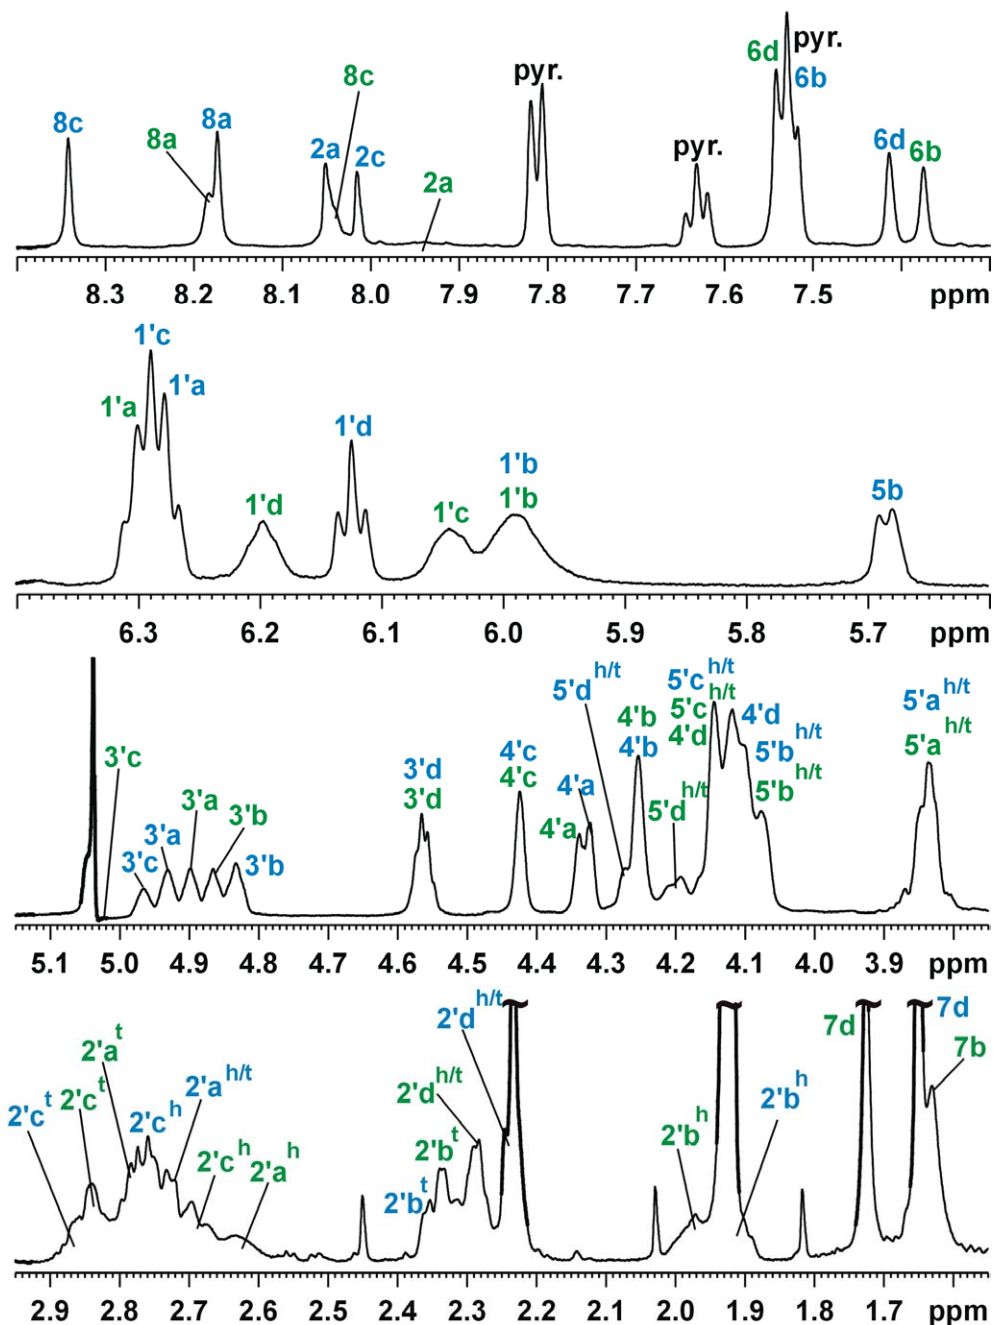 8c 8a 8a 2a 8c 2c 2a pyr. pyr. 6d pyr. 6b 6d 6b
8.3 8.2 8.1 8.0 7.9 7.8 7.7 7.6 7.5 ppm
1'a 1'c 1'a 1'd 1'd 1'c 1'b 1'b 5b
6.3 6.2 6.1 6.0 5.9 5.8 5.7 ppm
3'c 3'c 3'a 3'a 3'b 3'b 3'd 3'd 4'c 4'c 4'a 4'a 5'd h/t 4'b 4'b 5'd h/t 5'c h/t 5'c h/t 4'd 4'd 5'b h/t 5'b h/t 5'a h/t 5'a h/t
5.1 5.0 4.9 4.8 4.7 4.6 4.5 4.4 4.3 4.2 4.1 4.0 3.9 ppm
2'c t 2'c t 2'a t 2'c h 2'a h/t 2'c h 2'a h 2'b t 2'b t 2'd h/t 2'd h/t 2'b h 2'b h 7d 7d 7b
2.9 2.8 2.7 2.6 2.5 2.4 2.3 2.2 2.1 2.0 1.9 1.8 1.7 ppm